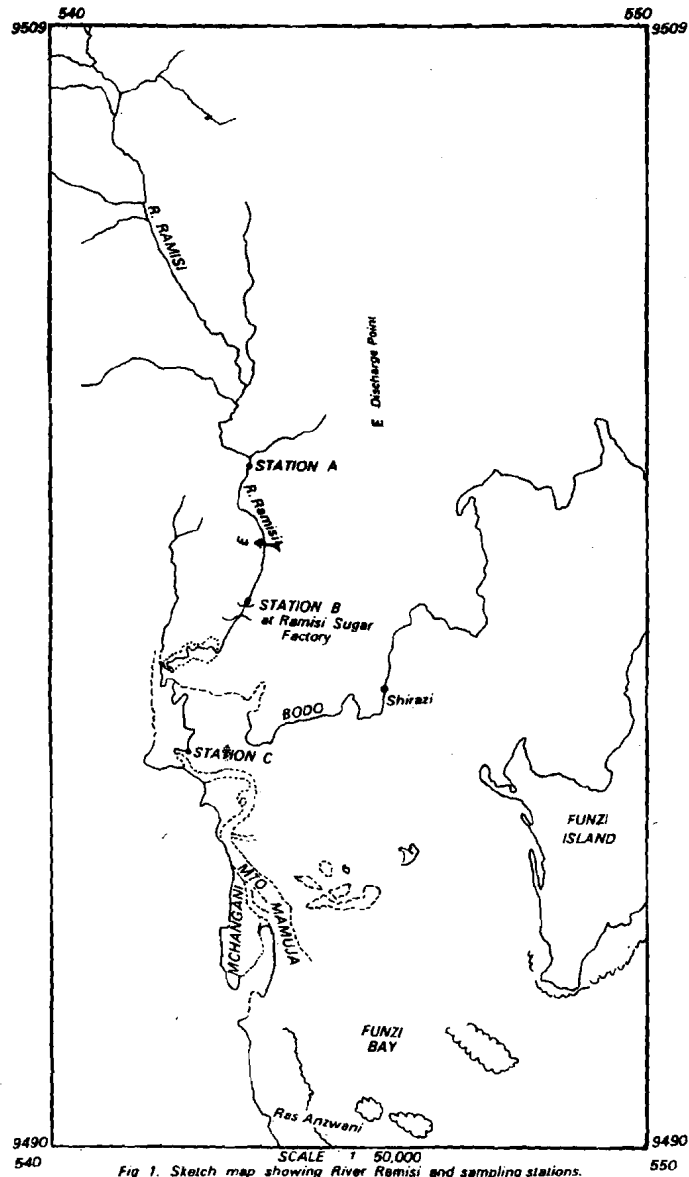 540
550
9509
9509
R. RAMISI
E Discharge Point
STATION A
R. Ramisi
E
STATION B
at Ramisi Sugar
Factory
BODO
Shirazi
STATION C
FUNZI
ISLAND
MTO MAMUJA
MCHANGANI
FUNZI
BAY
Ras Anzwani
9490
9490
540
550
SCALE 1 50,000
Fig 1. Sketch map showing River Ramisi and sampling stations.